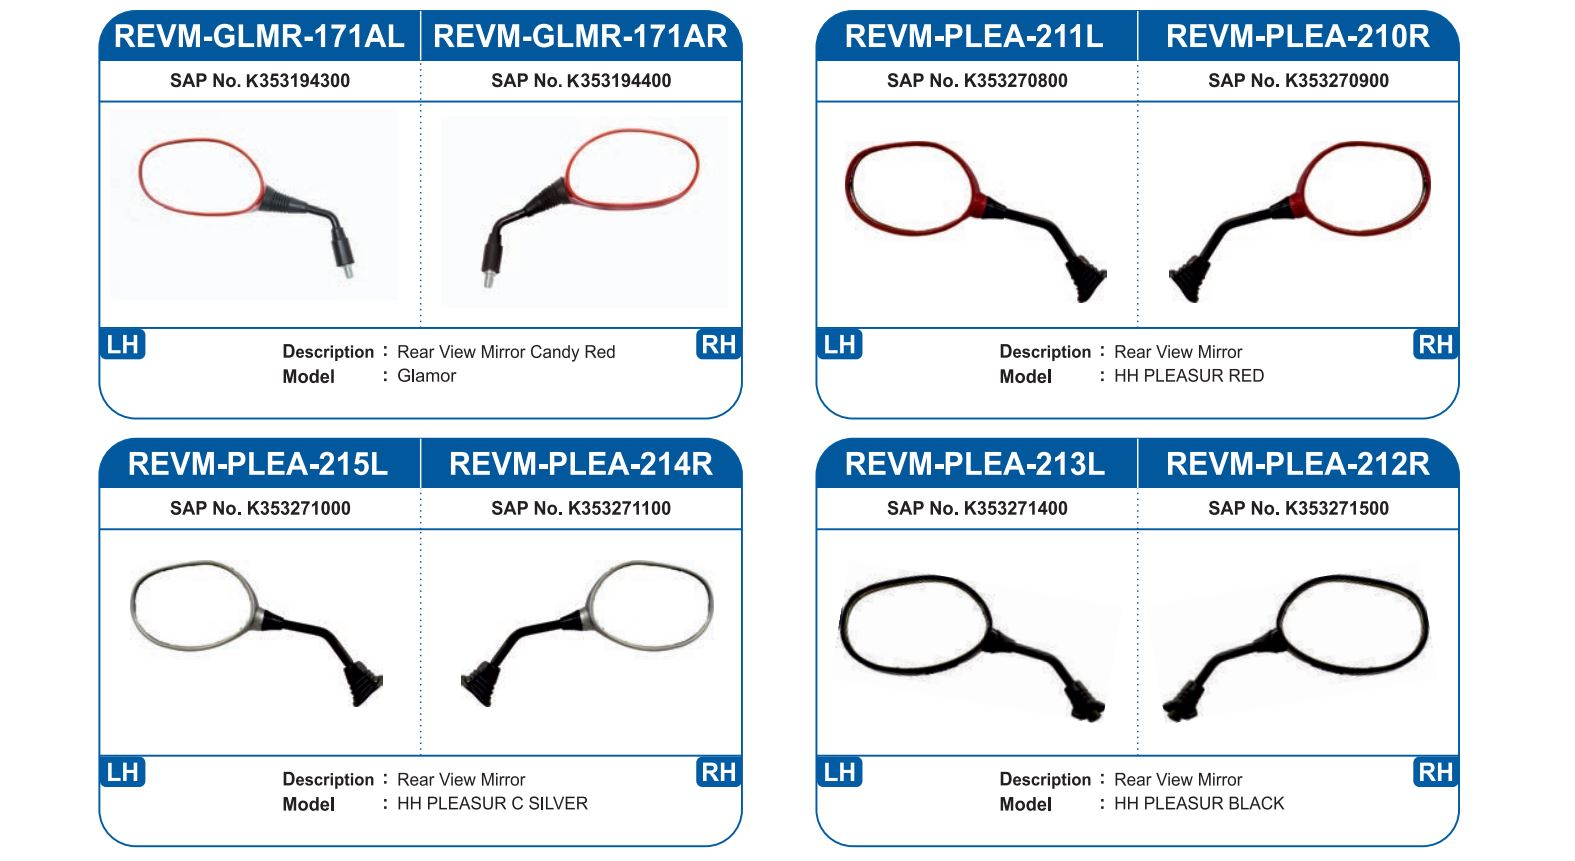 REVM-GLMR-171AL REVM-GLMR-171AR
SAP No. K353194300 SAP No. K353194400
LH RH
Description : Rear View Mirror Candy Red
Model : Glamor
REVM-PLEA-211L REVM-PLEA-210R
SAP No. K353270800 SAP No. K353270900
LH RH
Description : Rear View Mirror
Model : HH PLEASUR RED
REVM-PLEA-215L REVM-PLEA-214R
SAP No. K353271000 SAP No. K353271100
LH RH
Description : Rear View Mirror
Model : HH PLEASUR C SILVER
REVM-PLEA-213L REVM-PLEA-212R
SAP No. K353271400 SAP No. K353271500
LH RH
Description : Rear View Mirror
Model : HH PLEASUR BLACK